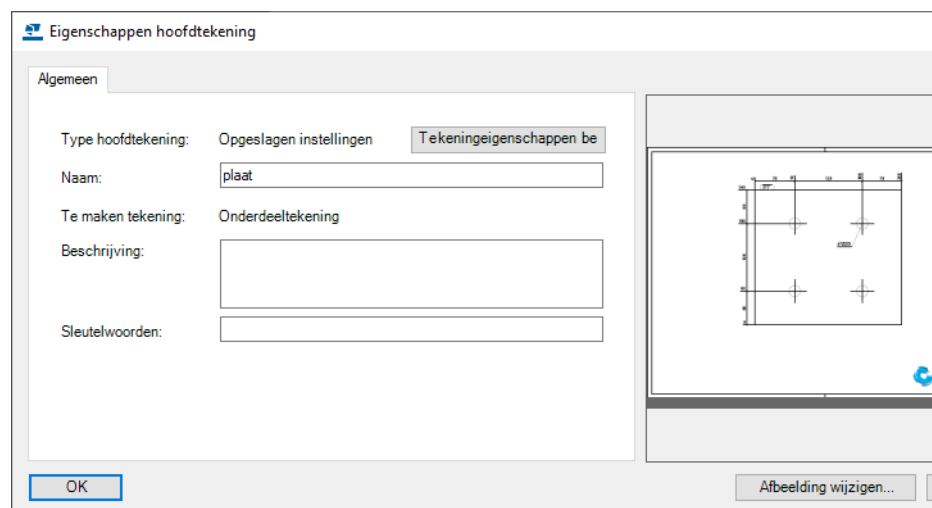 Eigenschappen hoofdtekening
Algemeen
Type hoofdtekening: Opgeslagen instellingen Tekeningeigenschappen be
Naam: plaat
Te maken tekening: Onderdeeltekening
Beschrijving:
Sleutelwoorden:
OK Afbeelding wijzigen...